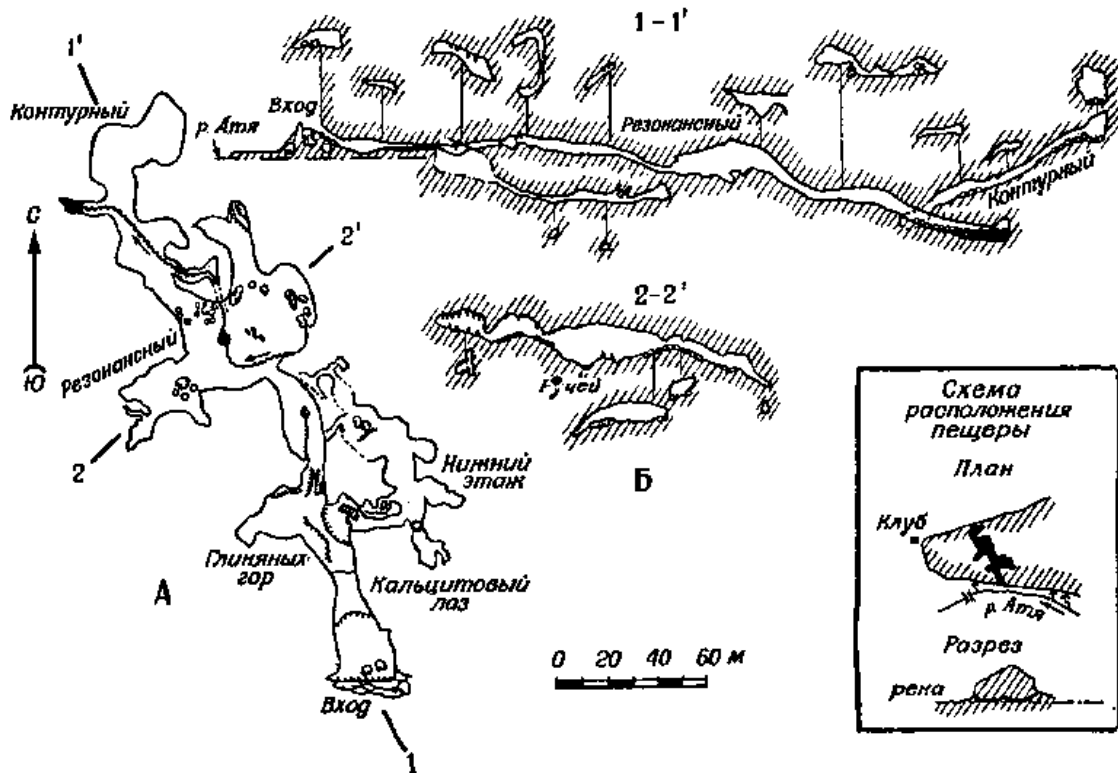 1-1'
1'
Контурный
р. Атя
Вход
Резонансный
Контурный
С
Ю
2'
2-2'
Ручей
Резонансный
2
Нижний
этаж
Глиняных
гор
Кальцитовый
лаз
А
Б
Вход
1
0 20 40 60 м
Схема
расположения
пещеры
План
Клуб
р. Атя
Разрез
река